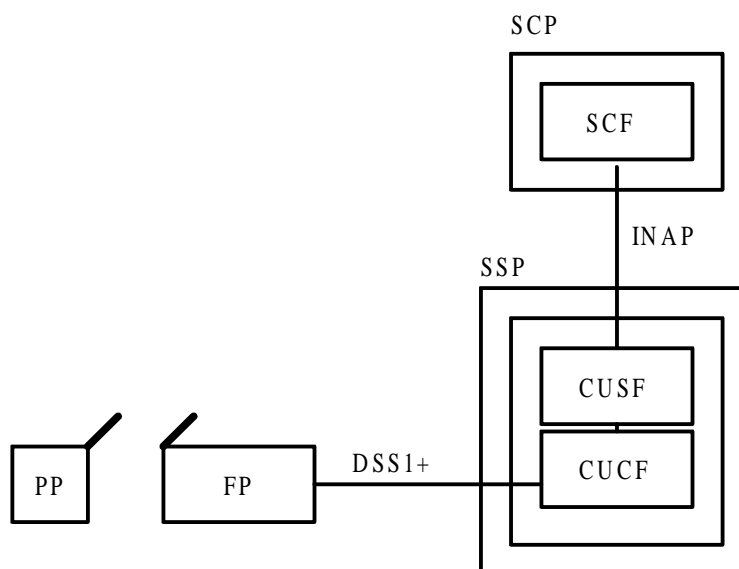 SCP
SCF
INAP
SSP
CUSF
DSS1+
CUCF
PP
FP